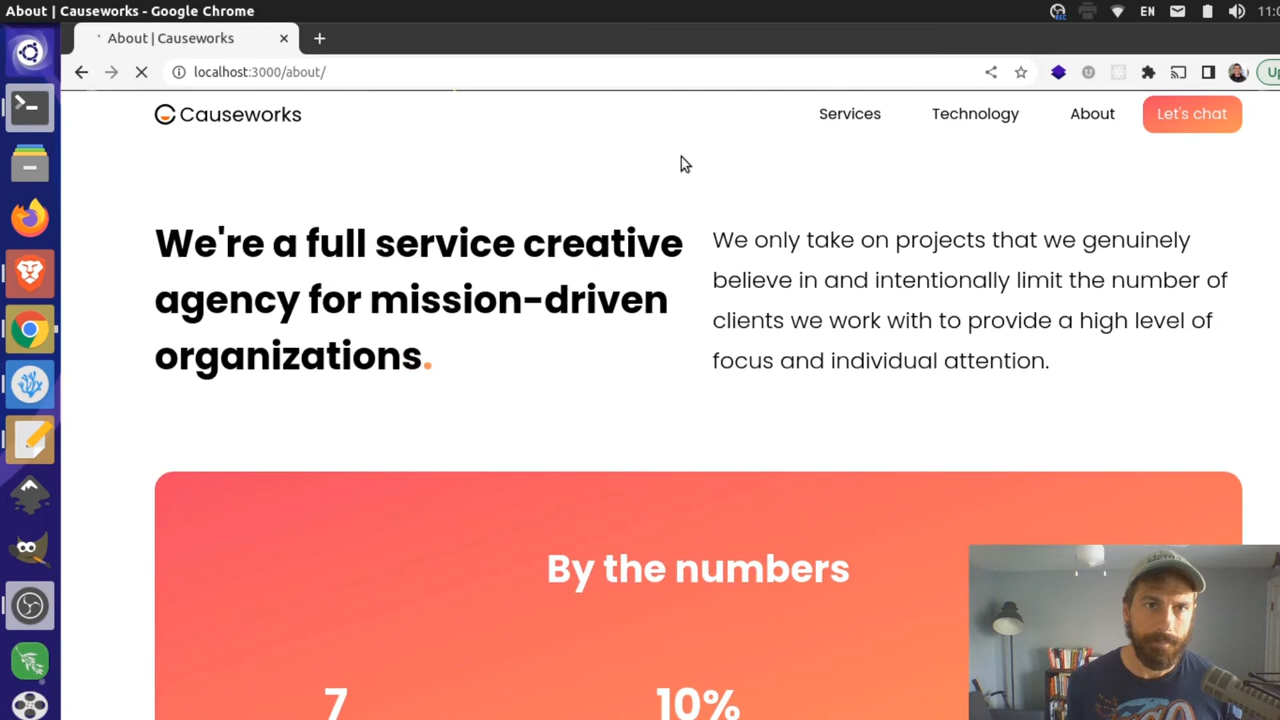 About | Causeworks - Google Chrome
EN
11:0
About | Causeworks
localhost:3000/about/
Up
Causeworks
Services
Technology
About
Let's chat
We're a full service creative
agency for mission-driven
organizations.
We only take on projects that we genuinely
believe in and intentionally limit the number of
clients we work with to provide a high level of
focus and individual attention.
By the numbers
7
10%